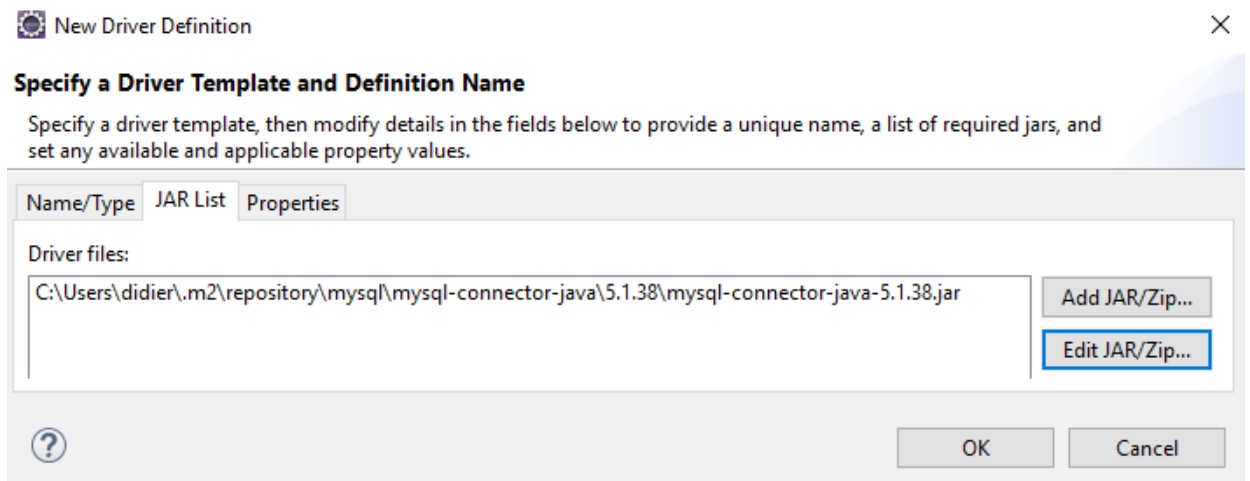 New Driver Definition
Specify a Driver Template and Definition Name
Specify a driver template, then modify details in the fields below to provide a unique name, a list of required jars, and
set any available and applicable property values.
Name/Type JAR List Properties
Driver files:
C:\Users\didier\.m2\repository\mysql\mysql-connector-java\5.1.38\mysql-connector-java-5.1.38.jar
Add JAR/Zip...
Edit JAR/Zip...
?
OK Cancel